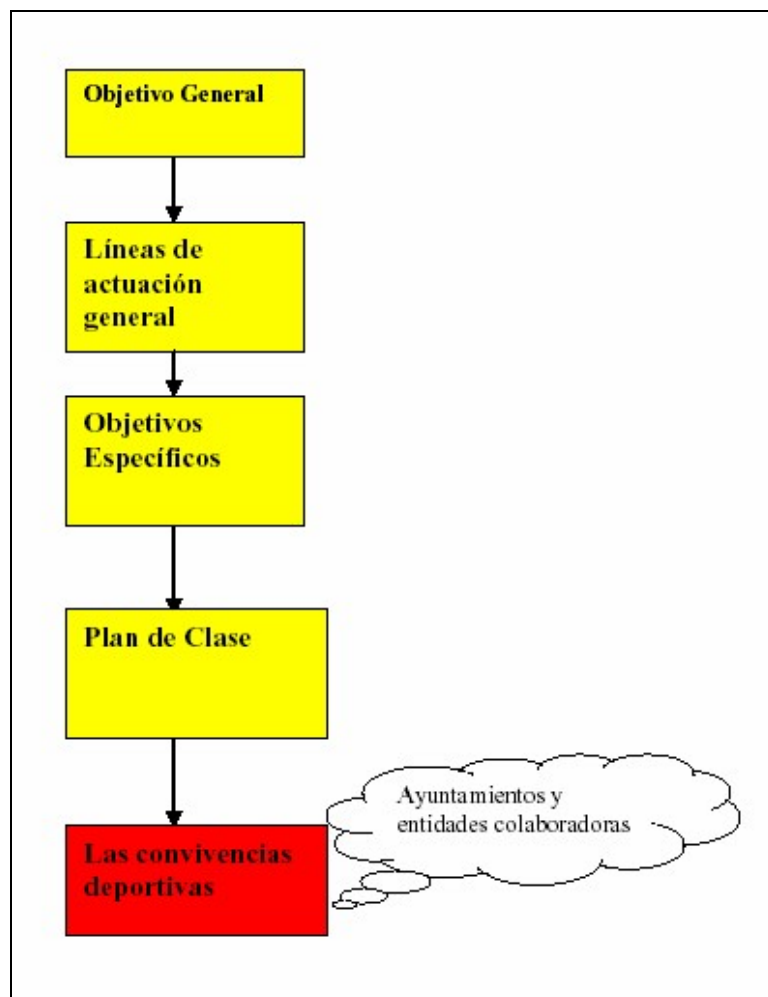 Objetivo General
Líneas de
actuación
general
Objetivos
Específicos
Plan de Clase
Ayuntamientos y
entidades colaboradoras
Las convivencias
deportivas